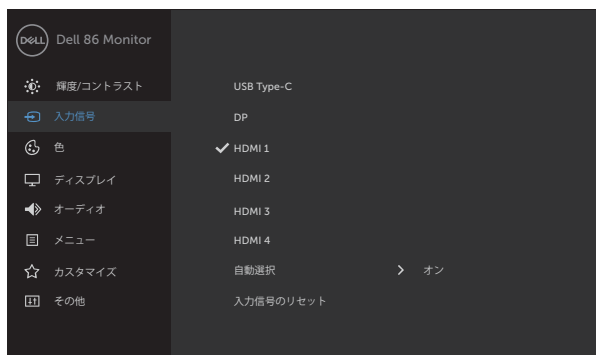 DELL
Dell 86 Monitor
輝度/コントラスト
USB Type-C
入力信号
DP
色
HDMI 1
ディスプレイ
HDMI 2
オーディオ
HDMI 3
メニュー
HDMI 4
カスタマイズ
自動選択
オン
その他
入力信号のリセット